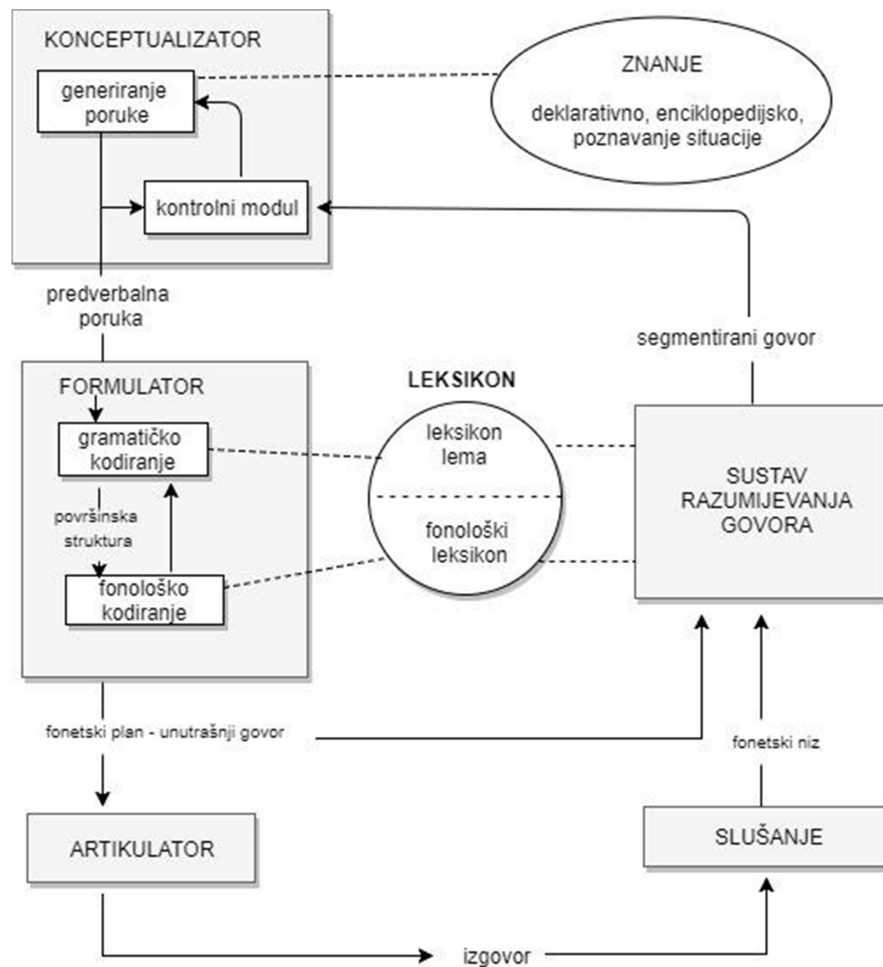 KONCEPTUALIZATOR
generiranje
poruke
kontrolni modul
ZNANJE
deklarativno, enciklopedijsko,
poznavanje situacije
predverbalna
poruka
segmentirani govor
FORMULATOR
gramatičko
kodiranje
površinska
struktura
fonološko
kodiranje
LEKSIKON
leksikon
lema
fonološki
leksikon
SUSTAV
RAZUMIJEVANJA
GOVORA
fonetski plan - unutrašnji govor
fonetski niz
ARTIKULATOR
SLUŠANJE
izgovor